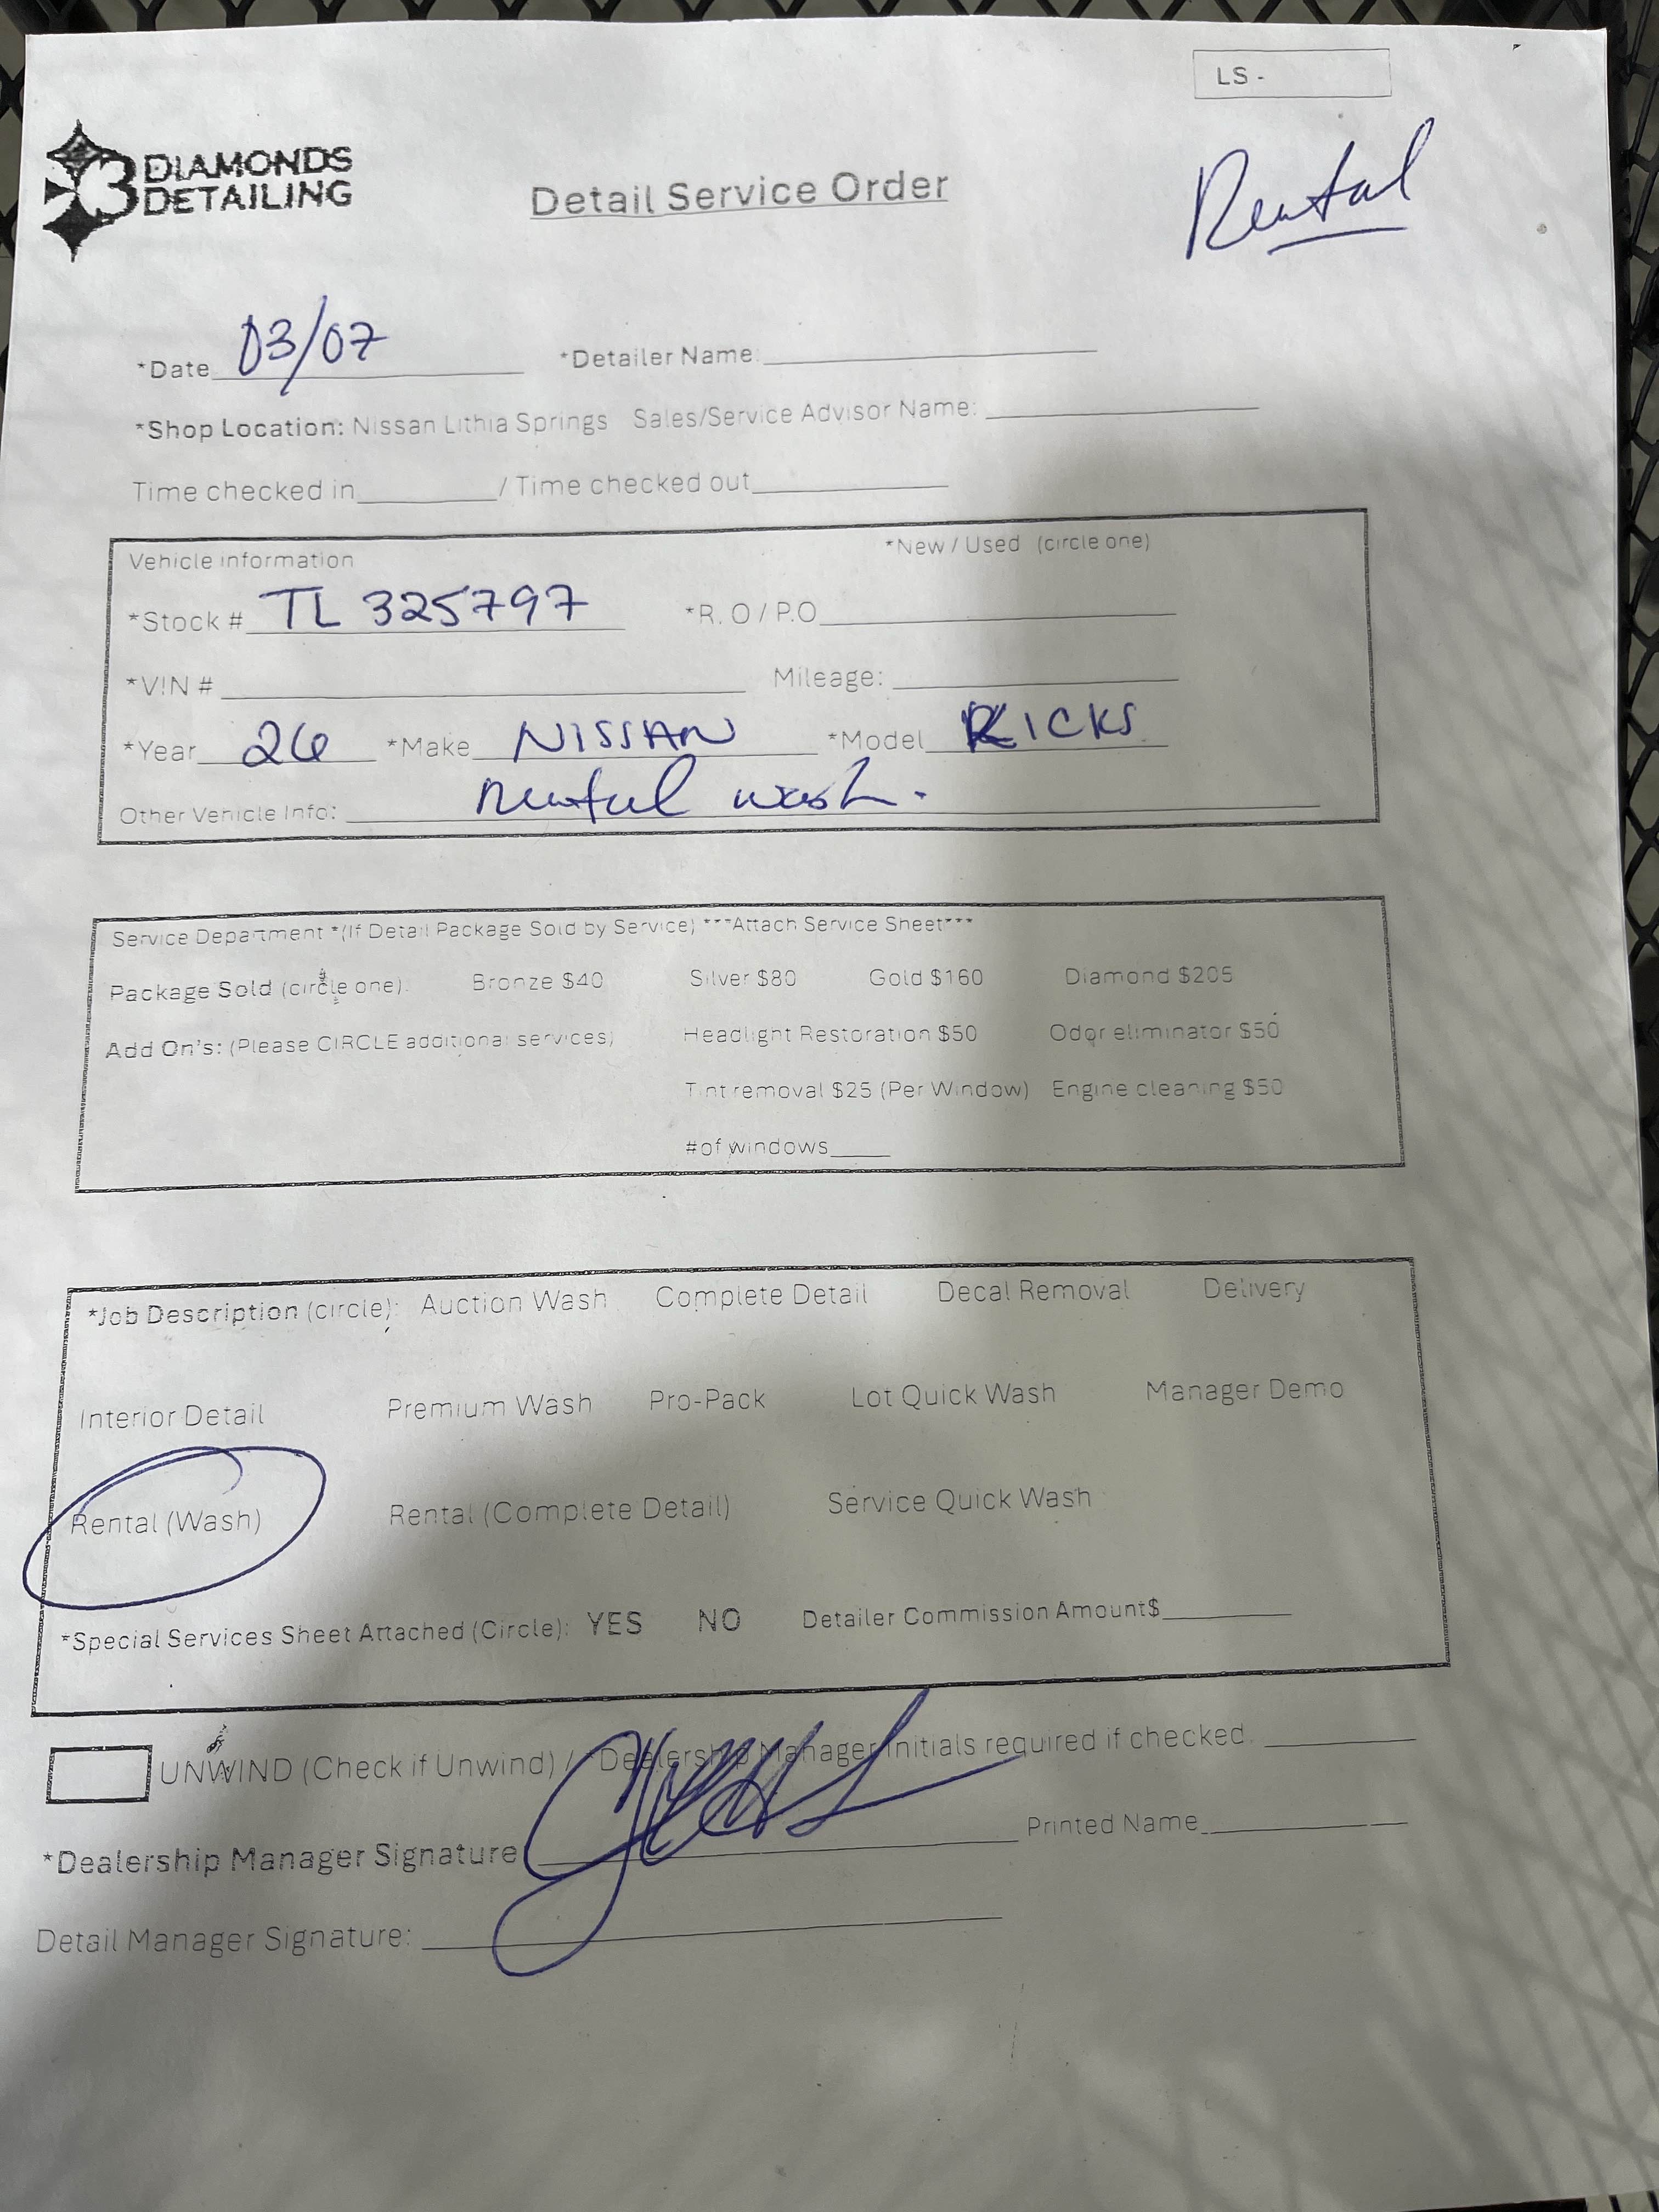 LS -
3 DIAMONDS
DETAILING
Detail Service Order
Rental
*Date 03/07 *Detailer Name:
*Shop Location: Nissan Lithia Springs Sales/Service Advisor Name:
Time checked in / Time checked out
Vehicle information *New / Used (circle one)
*Stock # TL 325797 *R.O / P.O
*VIN # Mileage:
*Year 26 *Make NISSAN *Model KICKS
Other Vehicle Info: Rental wash.
Service Department *(If Detail Package Sold by Service) ***Attach Service Sheet***
Package Sold (circle one): Bronze $40 Silver $80 Gold $160 Diamond $205
Add On's: (Please CIRCLE additional services) Headlight Restoration $50 Odor eliminator $50
Tint removal $25 (Per Window) Engine cleaning $50
# of windows
*Job Description (circle): Auction Wash Complete Detail Decal Removal Delivery
Interior Detail Premium Wash Pro-Pack Lot Quick Wash Manager Demo
Rental (Wash) Rental (Complete Detail) Service Quick Wash
*Special Services Sheet Attached (Circle): YES NO Detailer Commission Amount$
UNWIND (Check if Unwind) / *Dealership Manager Initials required if checked
*Dealership Manager Signature Printed Name
Detail Manager Signature: